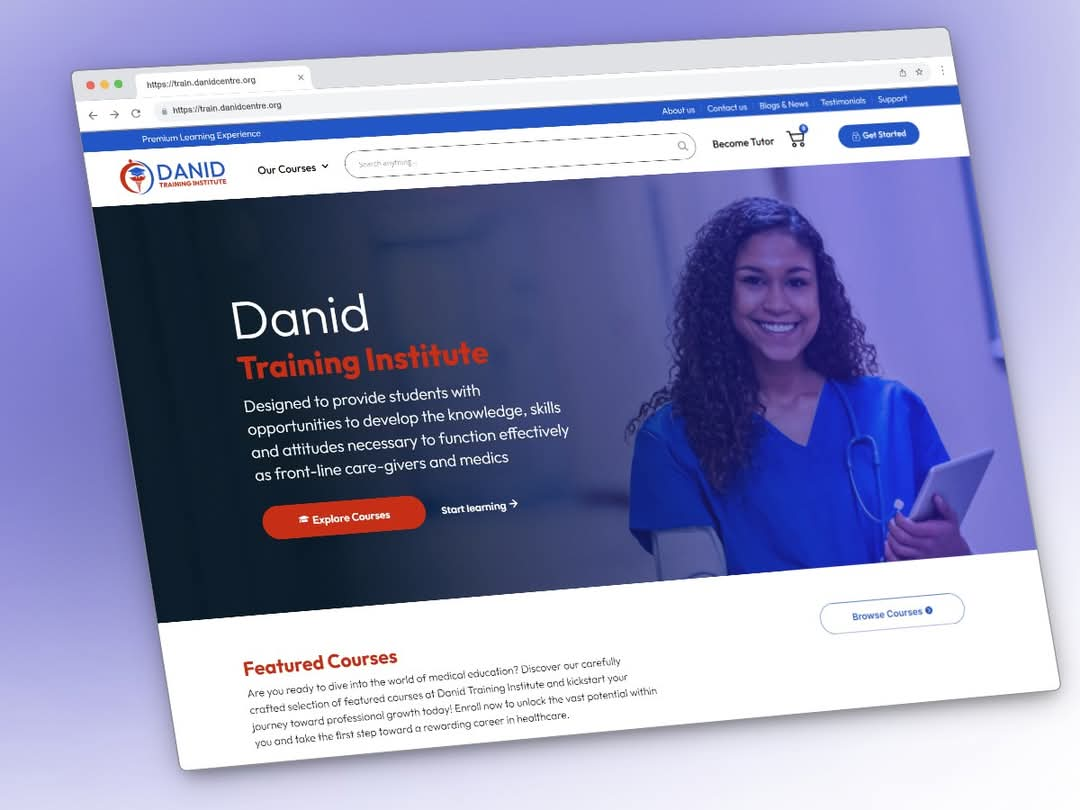 https://train.danidcentre.org
https://train.danidcentre.org
Premium Learning Experience
About us
Contact us
Blogs & News
Testimonials
Support
DANID
TRAINING INSTITUTE
Our Courses
Search anything...
Become Tutor
0
Get Started
Danid
Training Institute
Designed to provide students with
opportunities to develop the knowledge, skills
and attitudes necessary to function effectively
as front-line care-givers and medics
Explore Courses
Start learning →
Browse Courses
Featured Courses
Are you ready to dive into the world of medical education? Discover our carefully
crafted selection of featured courses at Danid Training Institute and kickstart your
journey toward professional growth today! Enroll now to unlock the vast potential within
you and take the first step toward a rewarding career in healthcare.